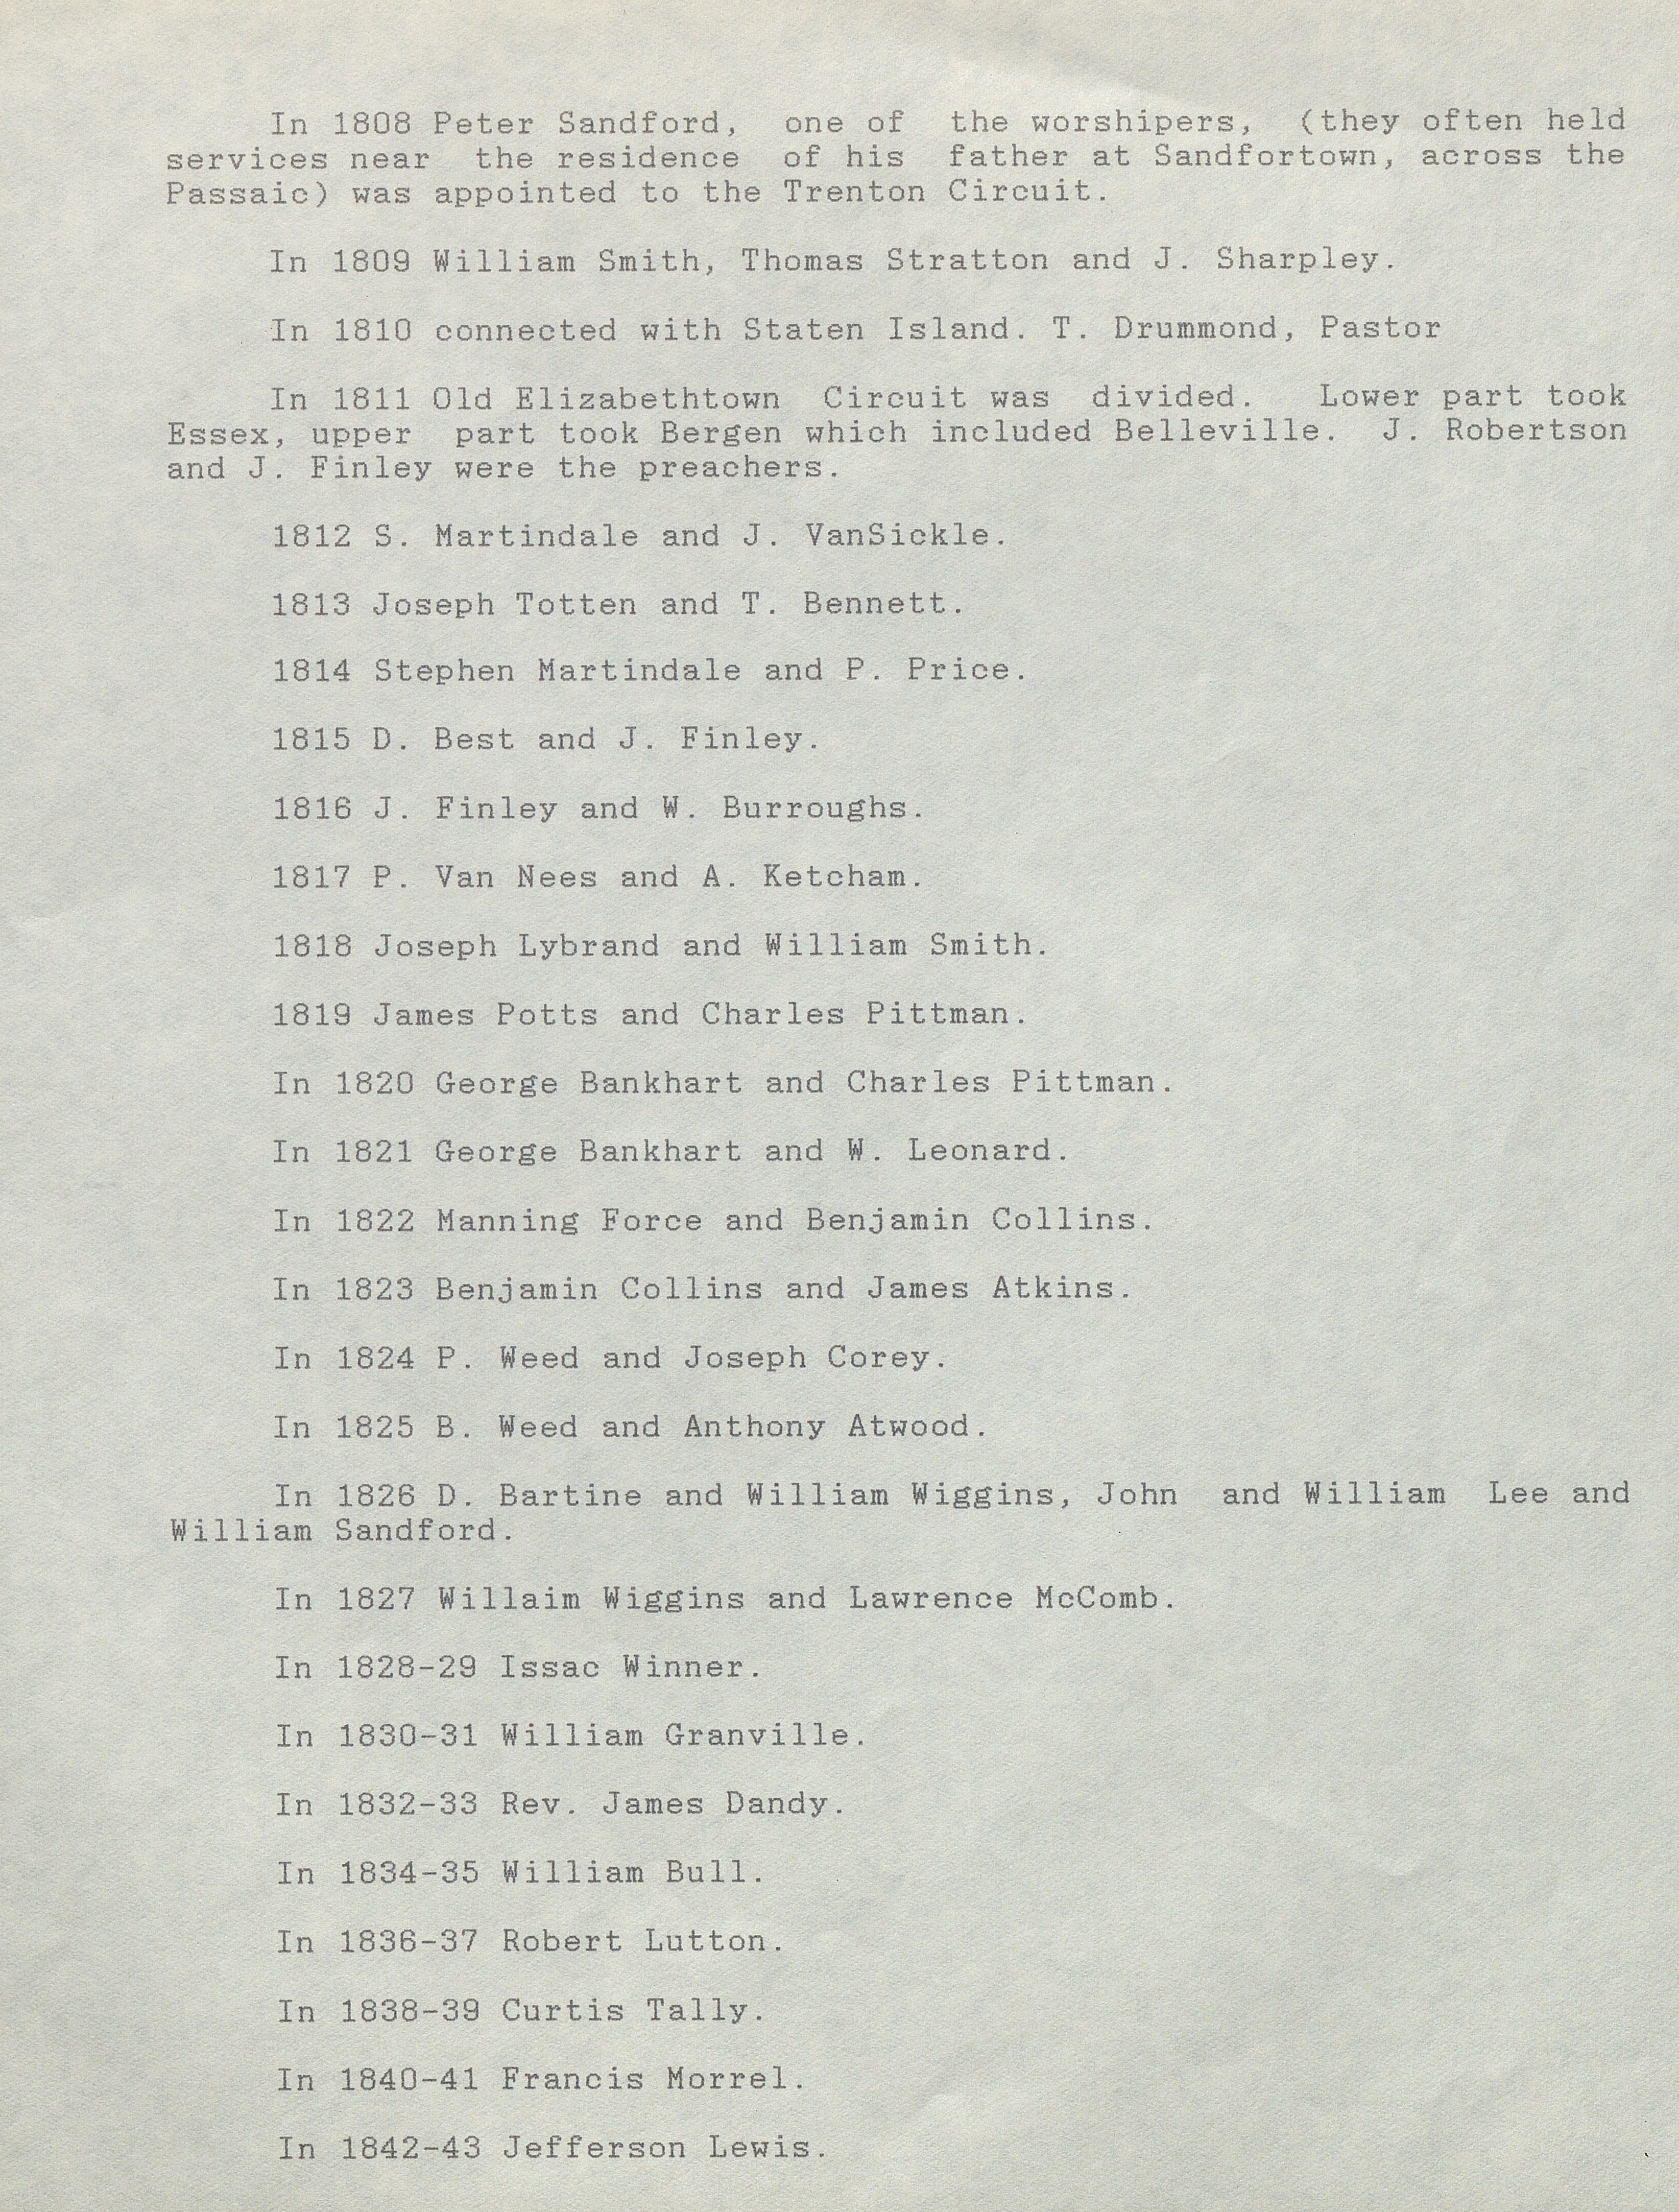 In 1808 Peter Sandford, one of the worshipers, (they often held
services near the residence of his father at Sandfortown, across the
Passaic) was appointed to the Trenton Circuit.
In 1809 William Smith, Thomas Stratton and J. Sharpley.
In 1810 connected with Staten Island. T. Drummond, Pastor
In 1811 Old Elizabethtown Circuit was divided. Lower part took
Essex, upper part took Bergen which included Belleville. J. Robertson
and J. Finley were the preachers.
1812 S. Martindale and J. VanSickle.
1813 Joseph Totten and T. Bennett.
1814 Stephen Martindale and P. Price.
1815 D. Best and J. Finley.
1816 J. Finley and W. Burroughs.
1817 P. Van Nees and A. Ketcham.
1818 Joseph Lybrand and William Smith.
1819 James Potts and Charles Pittman.
In 1820 George Bankhart and Charles Pittman.
In 1821 George Bankhart and W. Leonard.
In 1822 Manning Force and Benjamin Collins.
In 1823 Benjamin Collins and James Atkins.
In 1824 P. Weed and Joseph Corey.
In 1825 B. Weed and Anthony Atwood.
In 1826 D. Bartine and William Wiggins, John and William Lee and
William Sandford.
In 1827 Willaim Wiggins and Lawrence McComb.
In 1828-29 Issac Winner.
In 1830-31 William Granville.
In 1832-33 Rev. James Dandy.
In 1834-35 William Bull.
In 1836-37 Robert Lutton.
In 1838-39 Curtis Tally.
In 1840-41 Francis Morrel.
In 1842-43 Jefferson Lewis.